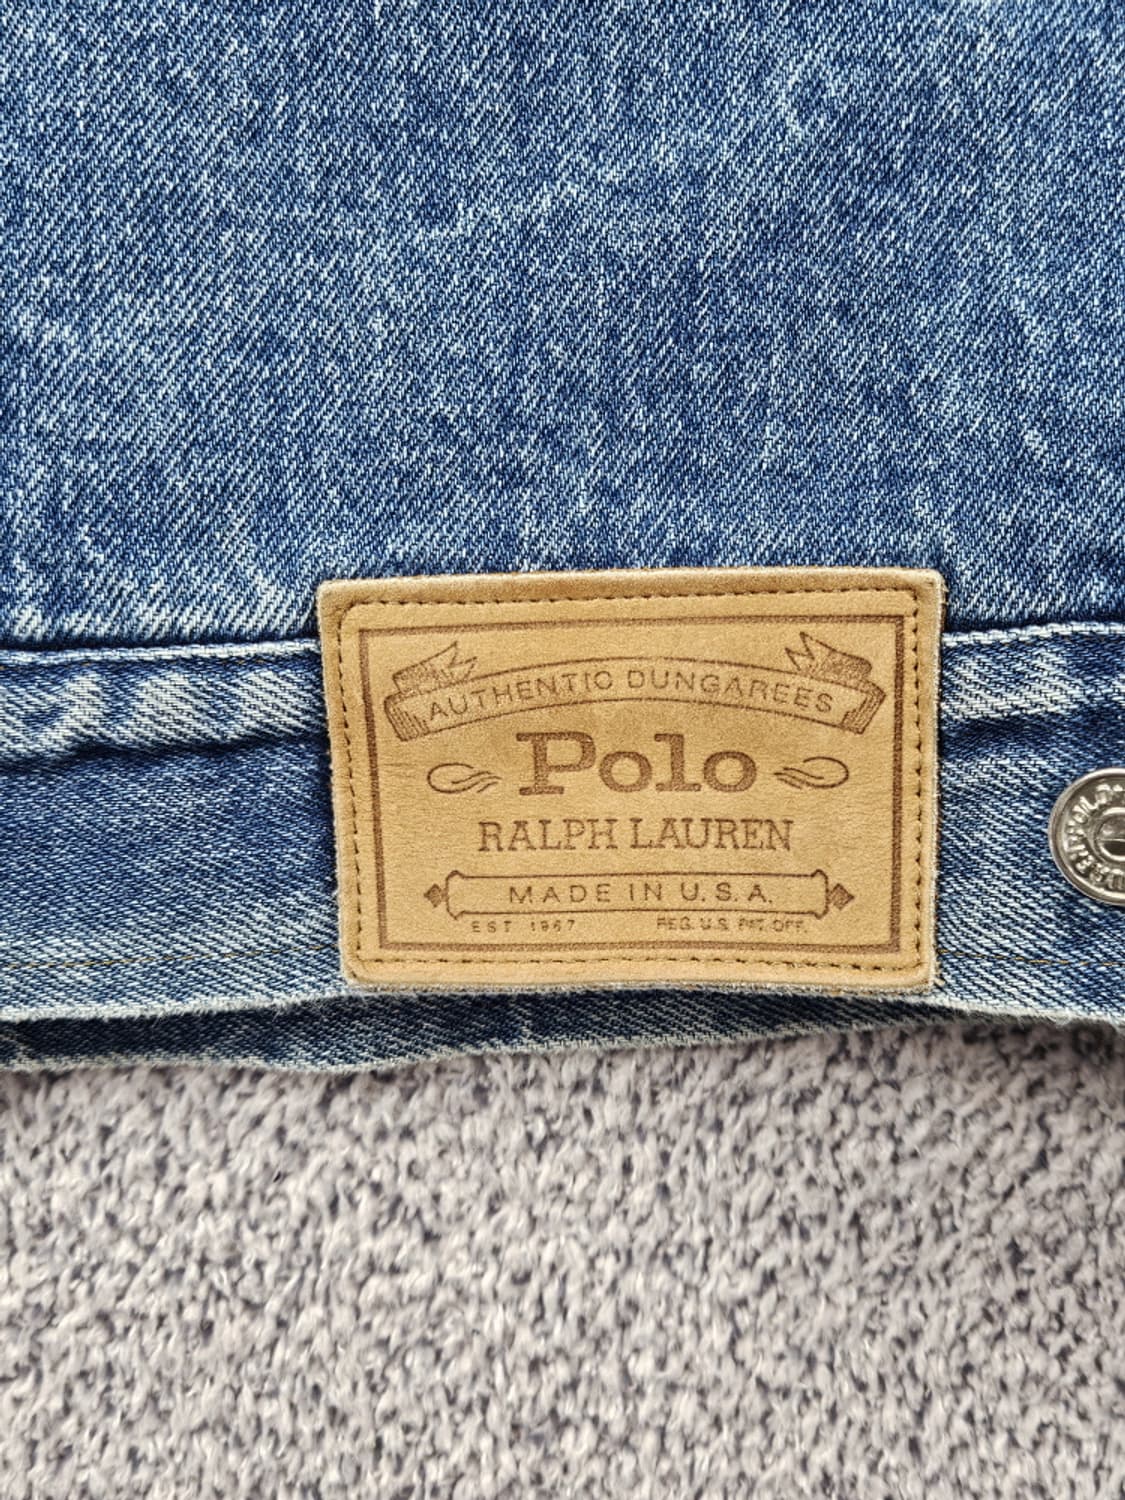 AUTHENTIC DUNGAREES
Polo
RALPH LAUREN
MADE IN U.S.A.
EST 1967 REG. U.S. PAT. OFF.